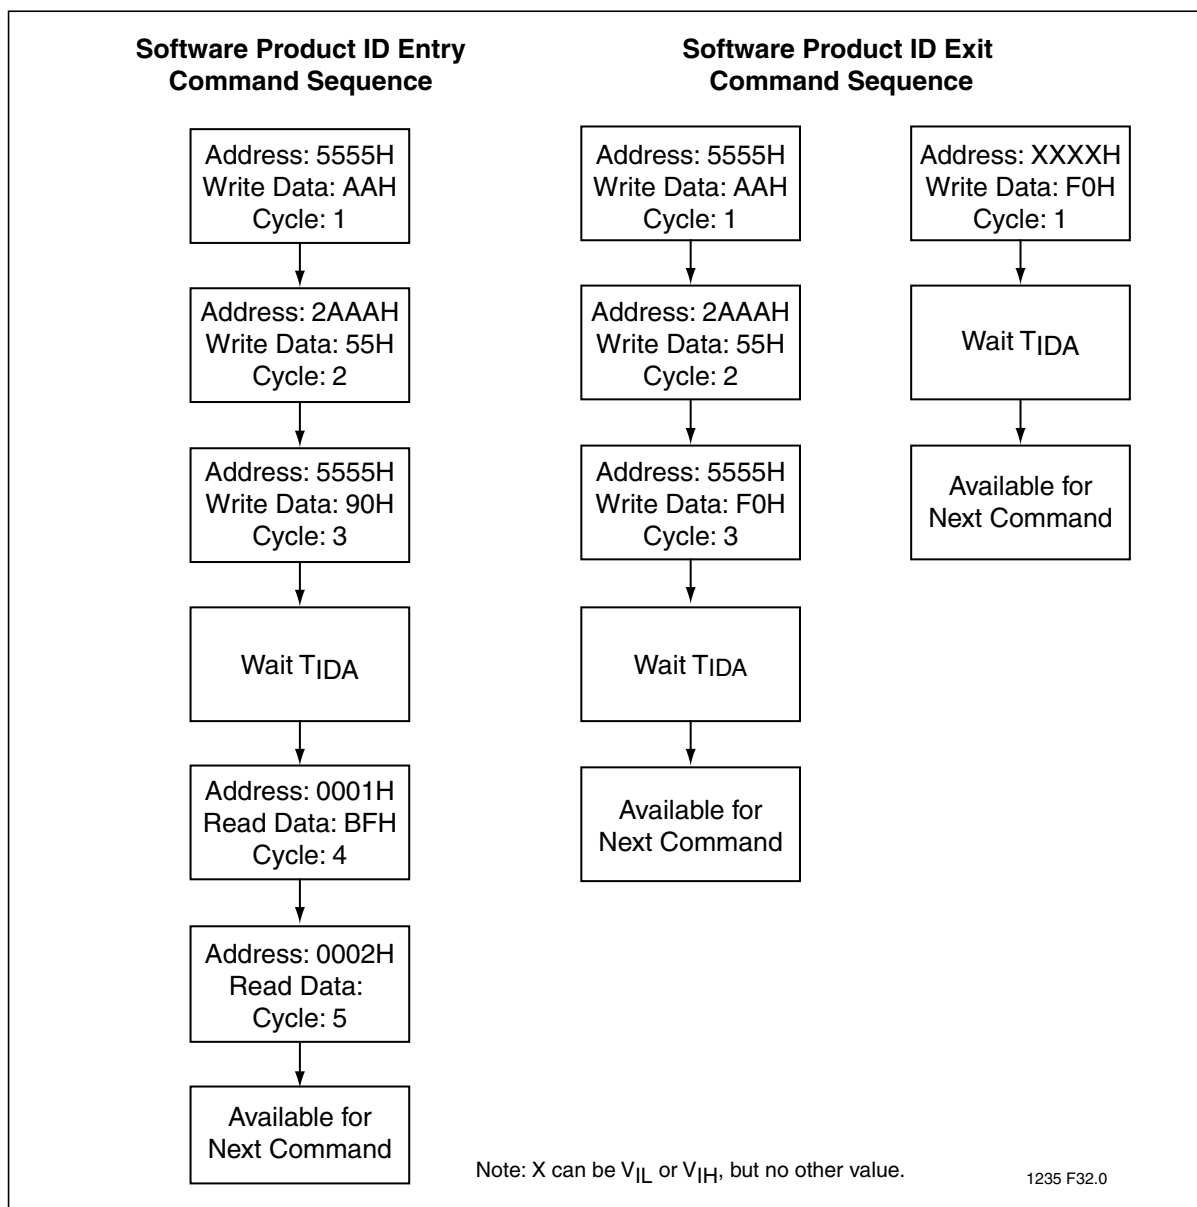 Software Product ID Entry
Command Sequence
Address: 5555H
Write Data: AAH
Cycle: 1
Address: 2AAAH
Write Data: 55H
Cycle: 2
Address: 5555H
Write Data: 90H
Cycle: 3
Wait TIDA
Address: 0001H
Read Data: BFH
Cycle: 4
Address: 0002H
Read Data:
Cycle: 5
Available for
Next Command
Software Product ID Exit
Command Sequence
Address: 5555H
Write Data: AAH
Cycle: 1
Address: 2AAAH
Write Data: 55H
Cycle: 2
Address: 5555H
Write Data: F0H
Cycle: 3
Wait TIDA
Available for
Next Command
Address: XXXXH
Write Data: F0H
Cycle: 1
Wait TIDA
Available for
Next Command
Note: X can be VIL or VIH, but no other value.
1235 F32.0